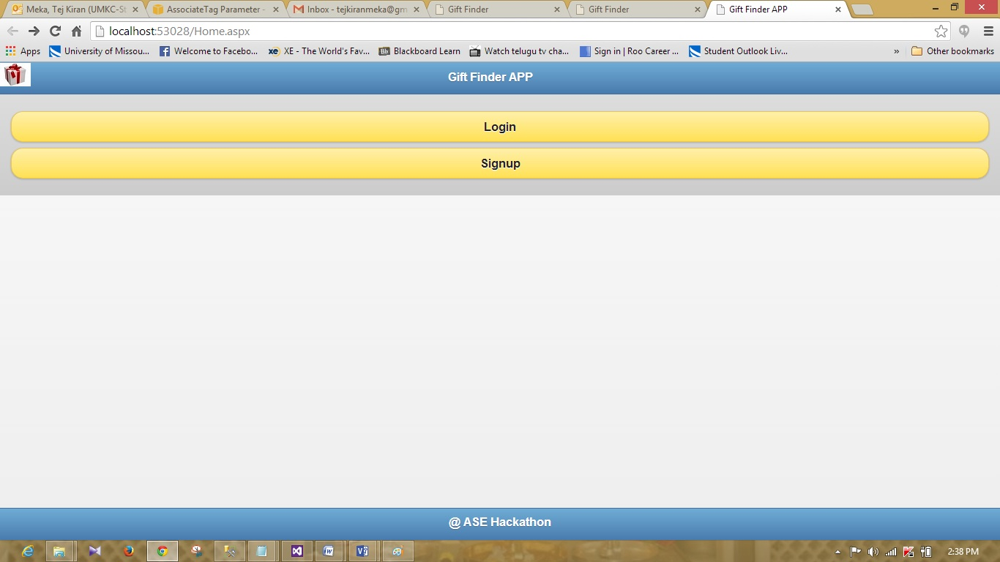 Meka, Tej Kiran (UMKC-St
AssociateTag Parameter -
Inbox - tejkiranmeka@gm
Gift Finder
Gift Finder
Gift Finder APP
localhost:53028/Home.aspx
Apps
University of Missou...
Welcome to Facebo...
XE - The World's Fav...
Blackboard Learn
Watch telugu tv cha...
Sign in | Roo Career ...
Student Outlook Liv...
»
Other bookmarks
Gift Finder APP
Login
Signup
@ ASE Hackathon
2:38 PM